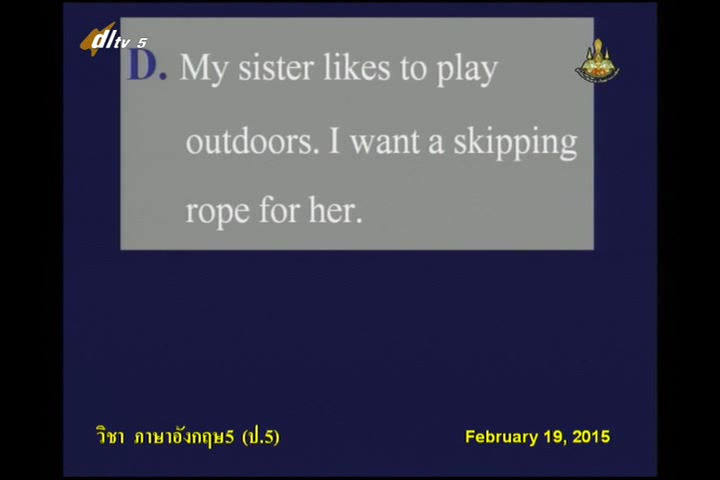 dltv 5
D. My sister likes to play
outdoors. I want a skipping
rope for her.
วิชา ภาษาอังกฤษ5 (ป.5)
February 19, 2015